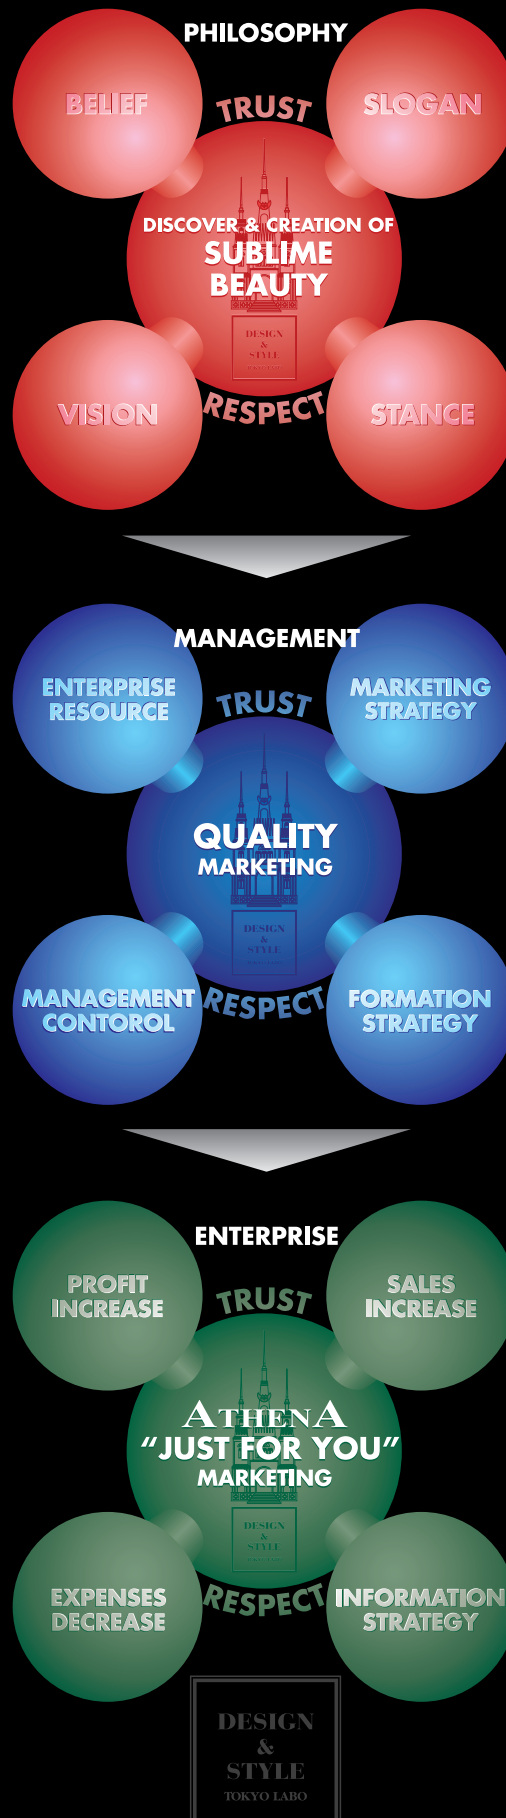 PHILOSOPHY
BELIEF
SLOGAN
TRUST
DISCOVER & CREATION OF
SUBLIME
BEAUTY
DESIGN
&
STYLE
VISION
RESPECT
STANCE
MANAGEMENT
ENTERPRISE
RESOURCE
MARKETING
STRATEGY
TRUST
QUALITY
MARKETING
DESIGN
&
STYLE
MANAGEMENT
CONTOROL
RESPECT
FORMATION
STRATEGY
ENTERPRISE
PROFIT
INCREASE
SALES
INCREASE
TRUST
ATHENA
“JUST FOR YOU”
MARKETING
DESIGN
&
STYLE
EXPENSES
DECREASE
RESPECT
INFORMATION
STRATEGY
DESIGN
&
STYLE
TOKYO LABO